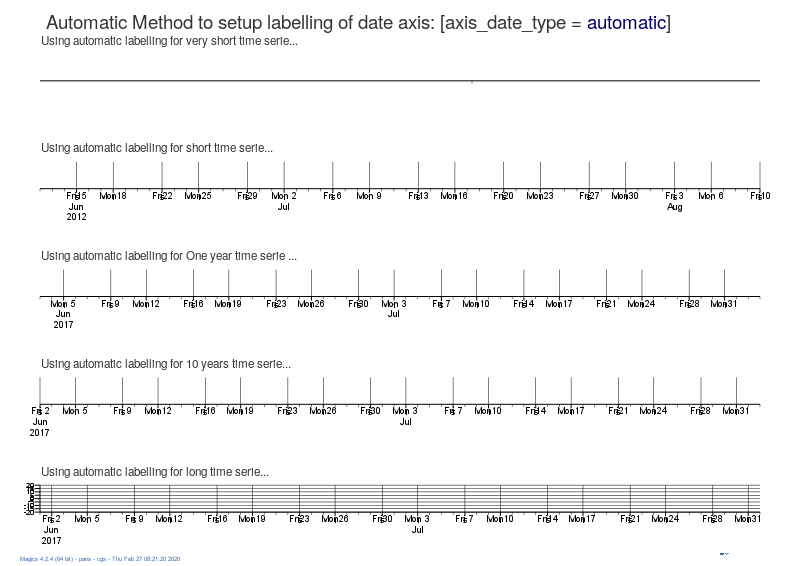 Automatic Method to setup labelling of date axis: [axis_date_type = automatic]
Using automatic labelling for very short time serie...
Using automatic labelling for short time serie...
Fri 15 Mon 18 Fri 22 Mon 25 Fri 29 Mon 2 Fri 6 Mon 9 Fri 13 Mon 16 Fri 20 Mon 23 Fri 27 Mon 30 Fri 3 Mon 6 Fri 10
Jun Jul Aug
2012
Using automatic labelling for One year time serie ...
Mon 5 Fri 9 Mon 12 Fri 16 Mon 19 Fri 23 Mon 26 Fri 30 Mon 3 Fri 7 Mon 10 Fri 14 Mon 17 Fri 21 Mon 24 Fri 28 Mon 31
Jun Jul
2017
Using automatic labelling for 10 years time serie...
Fri 2 Mon 5 Fri 9 Mon 12 Fri 16 Mon 19 Fri 23 Mon 26 Fri 30 Mon 3 Fri 7 Mon 10 Fri 14 Mon 17 Fri 21 Mon 24 Fri 28 Mon 31
Jun Jul
2017
Using automatic labelling for long time serie...
20
-20
Fri 2 Mon 5 Fri 9 Mon 12 Fri 16 Mon 19 Fri 23 Mon 26 Fri 30 Mon 3 Fri 7 Mon 10 Fri 14 Mon 17 Fri 21 Mon 24 Fri 28 Mon 31
Jun Jul
2017
Magics 4.2.4 (64 bit) - paris - cgs - Thu Feb 27 08:21:20 2020